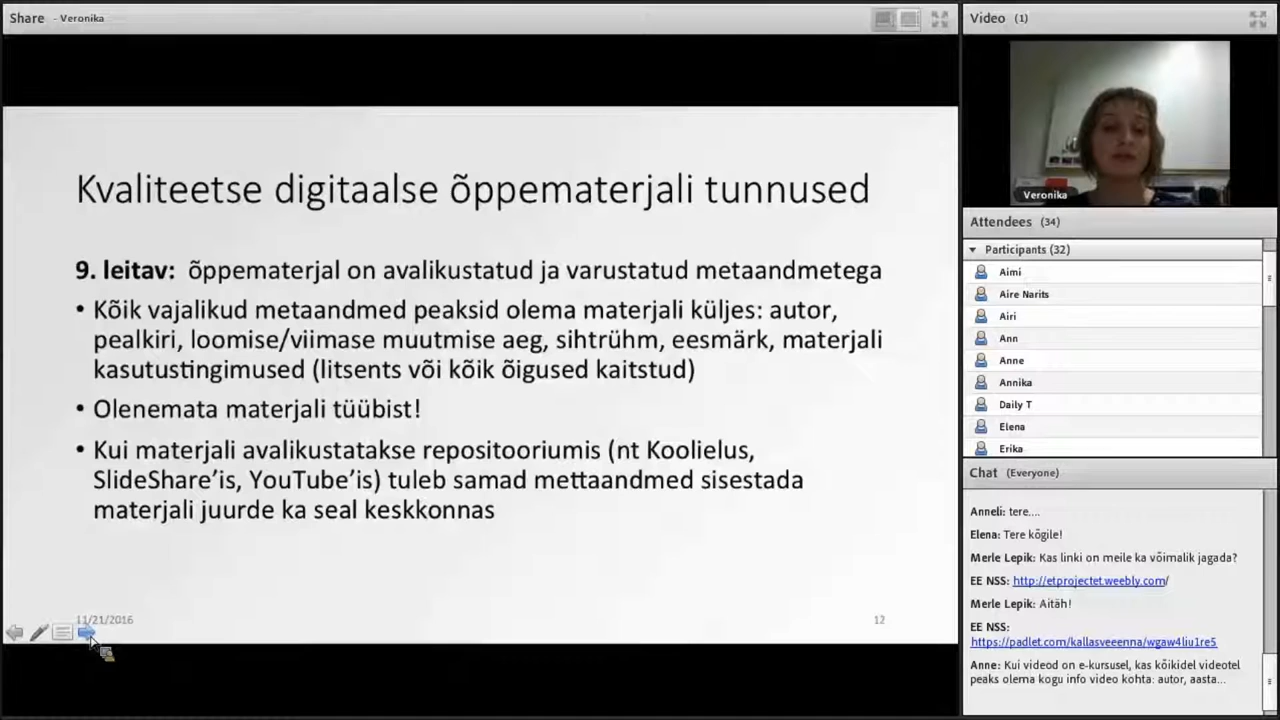 Share - Veronika
Kvaliteetse digitaalse õppematerjali tunnused
9. leitav: õppematerjal on avalikustatud ja varustatud metaandmetega
• Kõik vajalikud metaandmed peaksid olema materjali küljes: autor,
pealkiri, loomise/viimase muutmise aeg, sihtrühm, eesmärk, materjali
kasutustingimused (litsents või kõik õigused kaitstud)
• Olenemata materjali tüübist!
• Kui materjali avalikustatakse repositooriumis (nt Koolielus,
SlideShare’is, YouTube’is) tuleb samad mettaandmed sisestada
materjali juurde ka seal keskkonnas
11/21/2016
12
Video (1)
Veronika
Attendees (34)
Participants (32)
Aimi
Aire Narits
Airi
Ann
Anne
Annika
Daily T
Elena
Erika
Chat (Everyone)
Anneli: tere....
Elena: Tere kõgile!
Merle Lepik: Kas linki on meile ka võimalik jagada?
EE NSS: http://etprojectet.weebly.com/
Merle Lepik: Aitäh!
EE NSS:
https://padlet.com/kallasveeenna/wgaw4liu1re5
Anne: Kui videod on e-kursusel, kas kõikidel videotel
peaks olema kogu info video kohta: autor, aasta...